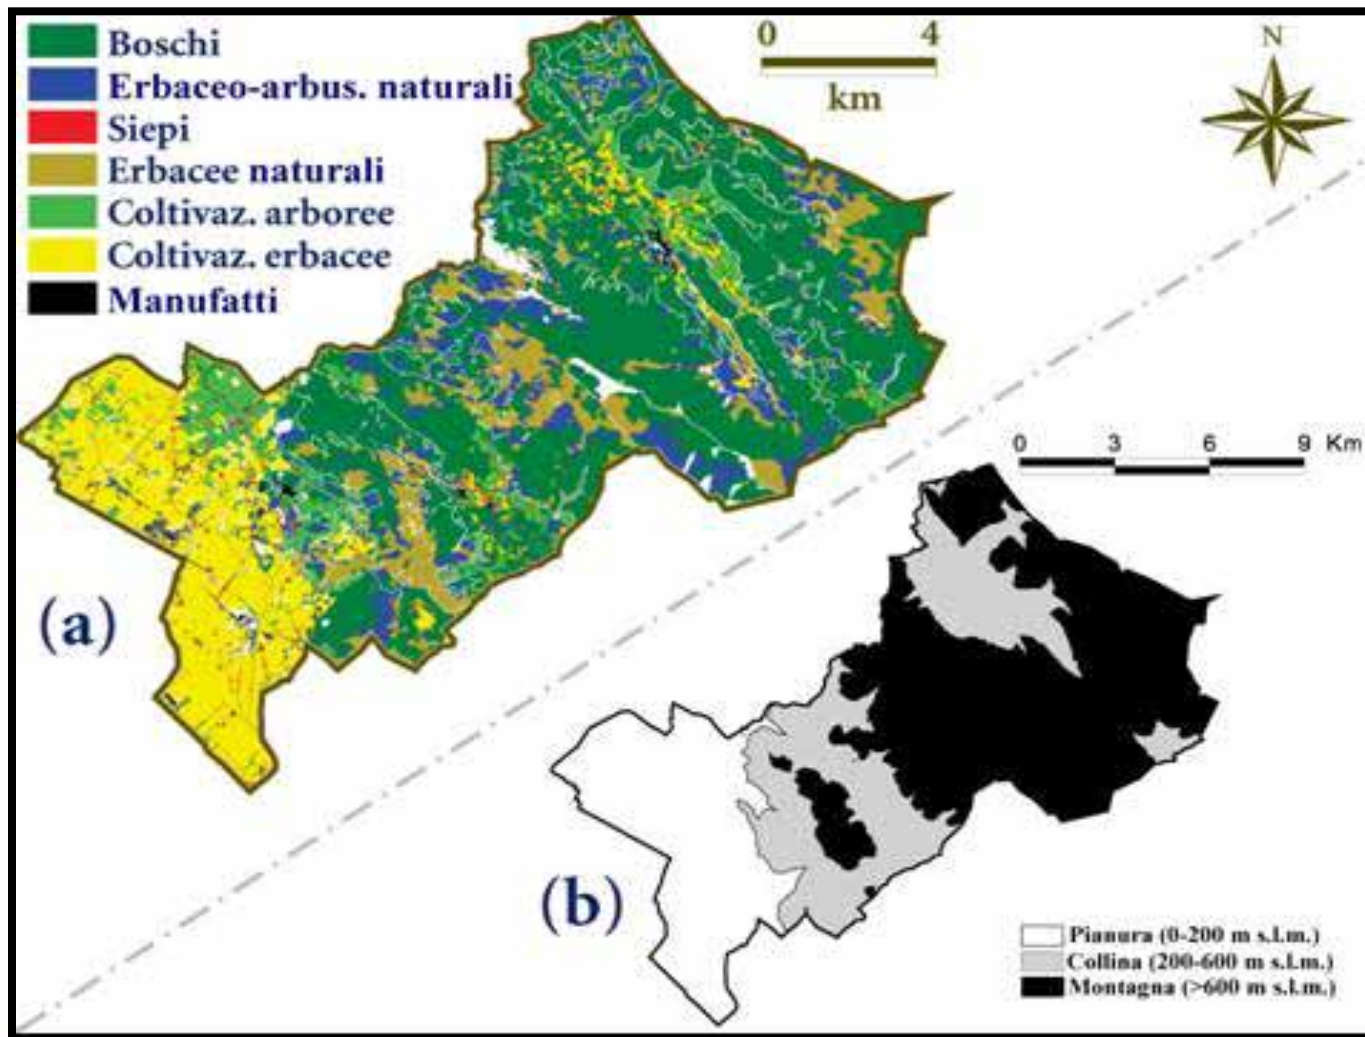 Boschi
Erbaceo-arbus. naturali
Siepi
Erbacee naturali
Coltivaz. arboree
Coltivaz. erbacee
Manufatti
0 4
km
N
(a)
0 3 6 9 Km
(b)
Pianura (0-200 m s.l.m.)
Collina (200-600 m s.l.m.)
Montagna (>600 m s.l.m.)